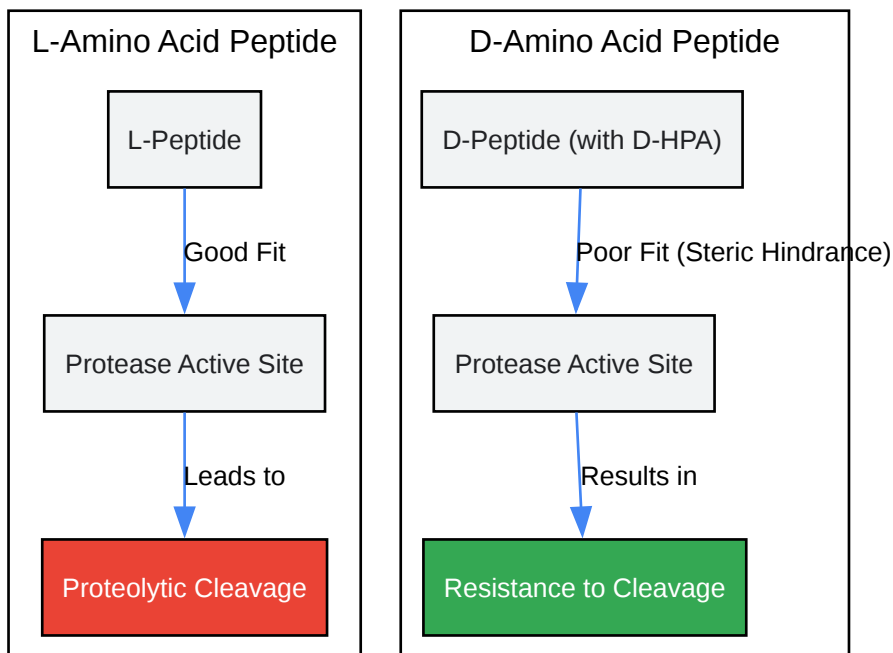 L-Amino Acid Peptide
L-Peptide
Good Fit
Protease Active Site
Leads to
Proteolytic Cleavage
D-Amino Acid Peptide
D-Peptide (with D-HPA)
Poor Fit (Steric Hindrance)
Protease Active Site
Results in
Resistance to Cleavage